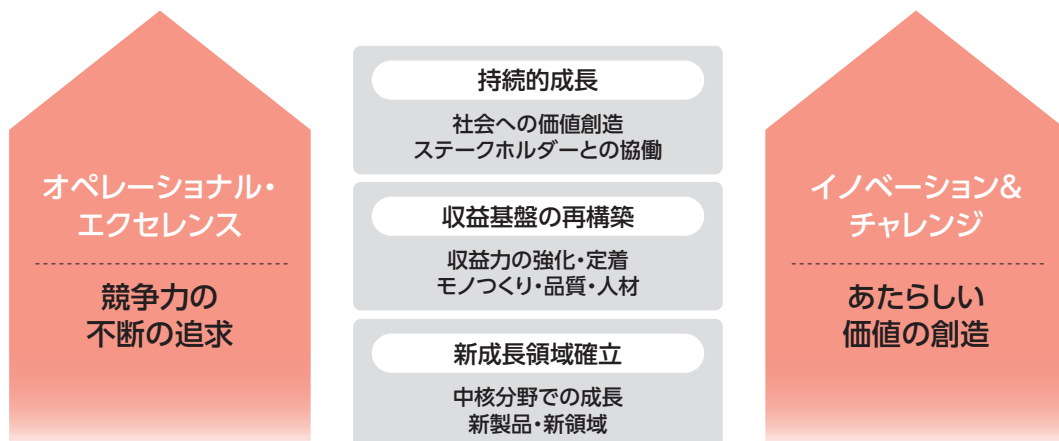 オペレーショナル・
エクセレンス
競争力の
不断の追求
持続的成長
社会への価値創造
ステークホルダーとの協働
収益基盤の再構築
収益力の強化・定着
モノつくり・品質・人材
新成長領域確立
中核分野での成長
新製品・新領域
イノベーション&
チャレンジ
あたらしい
価値の創造